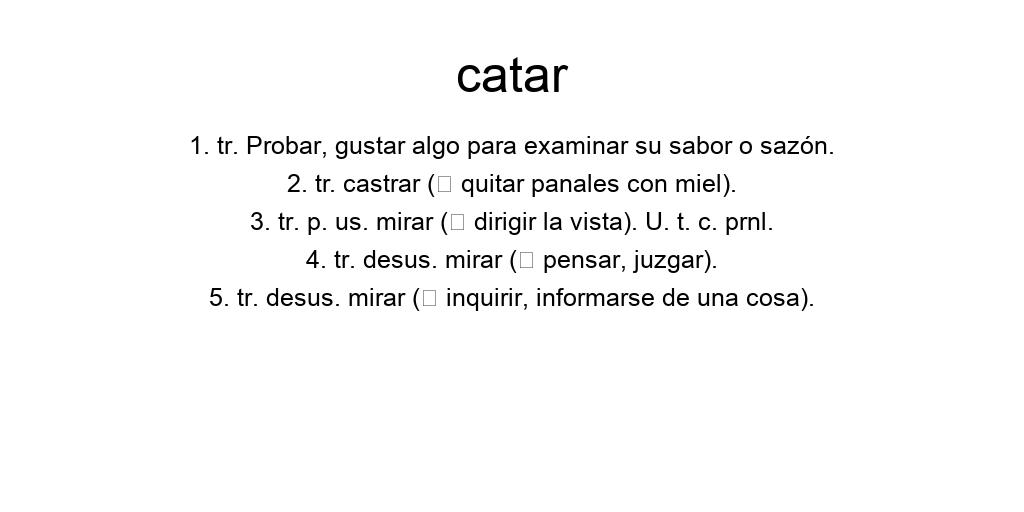 catar
1. tr. Probar, gustar algo para examinar su sabor o sazón.
2. tr. castrar (□ quitar panales con miel).
3. tr. p. us. mirar (□ dirigir la vista). U. t. c. prnl.
4. tr. desus. mirar (□ pensar, juzgar).
5. tr. desus. mirar (□ inquirir, informarse de una cosa).